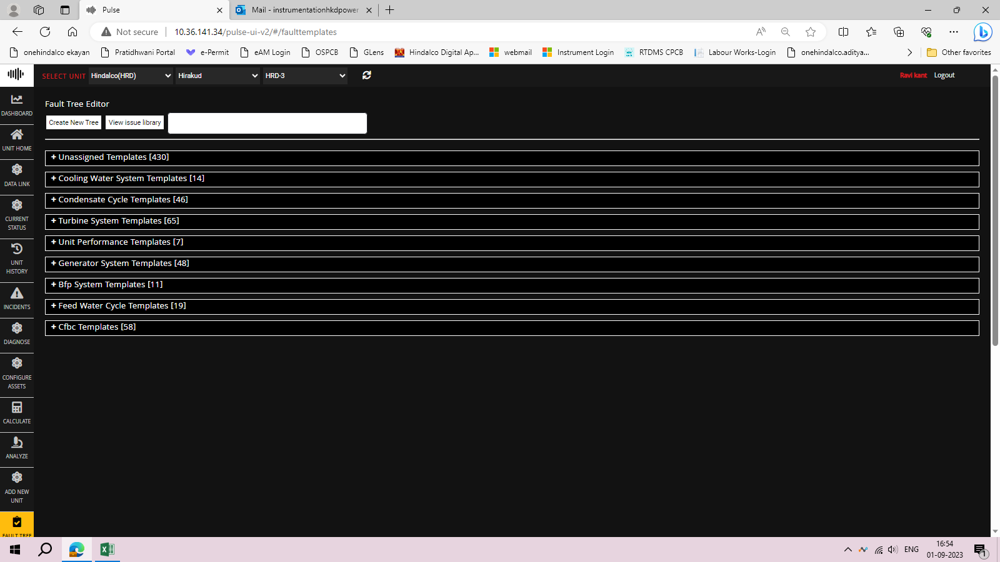 Pulse
Mail - instrumentationhkdpower
Not secure
10.36.141.34/pulse-ui-v2/#/faulttemplates
onehindalco ekayan
Pratidhwani Portal
e-Permit
eAM Login
OSPCB
GLens
Hindalco Digital Ap...
webmail
Instrument Login
RTDMS CPCB
Labour Works-Login
onehindalco.aditya...
Other favorites
SELECT UNIT
Hindalco(HRD)
Hirakud
HRD-3
Ravi kant
Logout
DASHBOARD
UNIT HOME
DATA LINK
CURRENT
STATUS
UNIT
HISTORY
INCIDENTS
DIAGNOSE
CONFIGURE
ASSETS
CALCULATE
ANALYZE
ADD NEW
UNIT
FAULT TREE
Fault Tree Editor
Create New Tree
View issue library
+ Unassigned Templates [430]
+ Cooling Water System Templates [14]
+ Condensate Cycle Templates [46]
+ Turbine System Templates [65]
+ Unit Performance Templates [7]
+ Generator System Templates [48]
+ Bfp System Templates [11]
+ Feed Water Cycle Templates [19]
+ Cfbc Templates [58]
ENG
16:54
01-09-2023
1